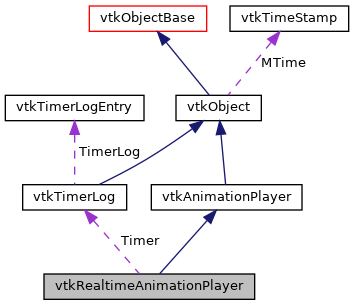 vtkObjectBase
vtkTimeStamp
MTime
vtkTimerLogEntry
vtkObject
TimerLog
vtkTimerLog
vtkAnimationPlayer
Timer
vtkRealtimeAnimationPlayer